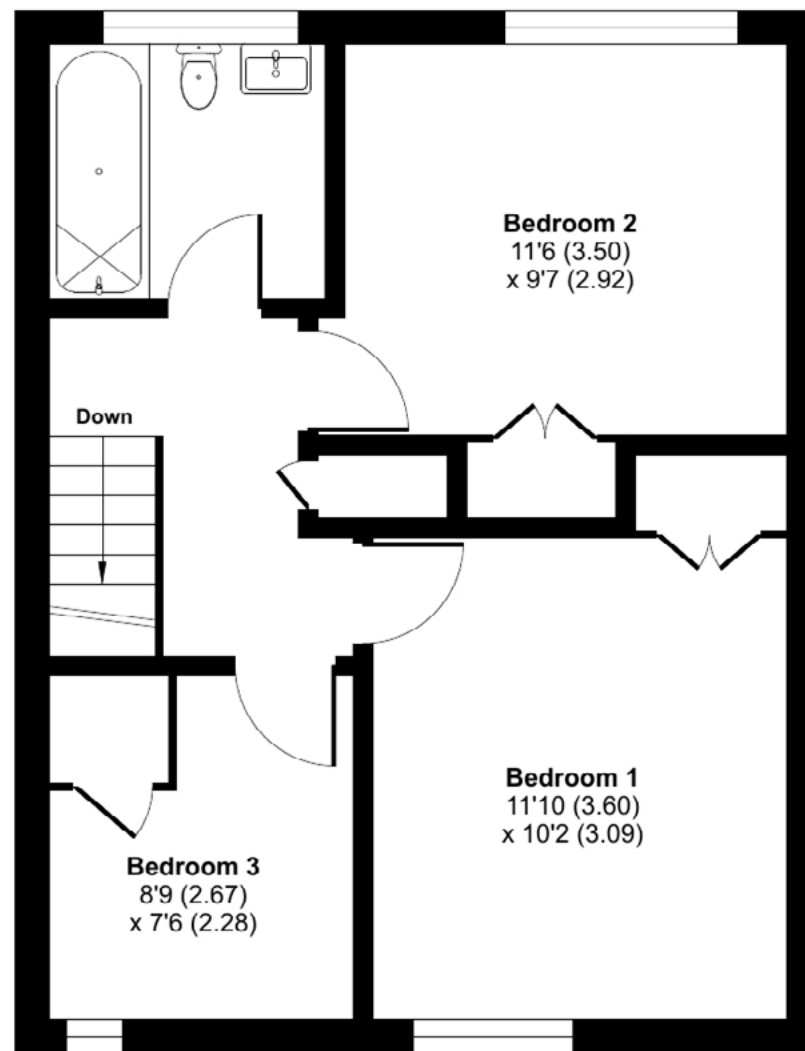 Bedroom 2
11'6 (3.50)
x 9'7 (2.92)
Down
Bedroom 1
11'10 (3.60)
x 10'2 (3.09)
Bedroom 3
8'9 (2.67)
x 7'6 (2.28)